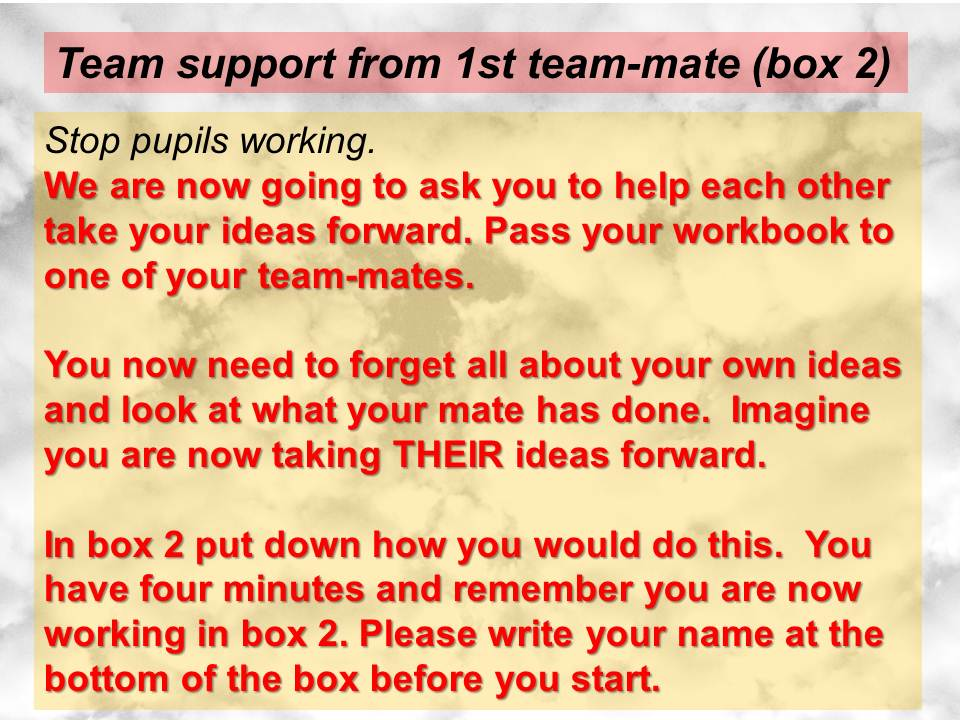 Team support from 1st team-mate (box 2)
Stop pupils working.
We are now going to ask you to help each other
take your ideas forward. Pass your workbook to
one of your team-mates.
You now need to forget all about your own ideas
and look at what your mate has done.  Imagine
you are now taking THEIR ideas forward.
In box 2 put down how you would do this.  You
have four minutes and remember you are now
working in box 2. Please write your name at the
bottom of the box before you start.